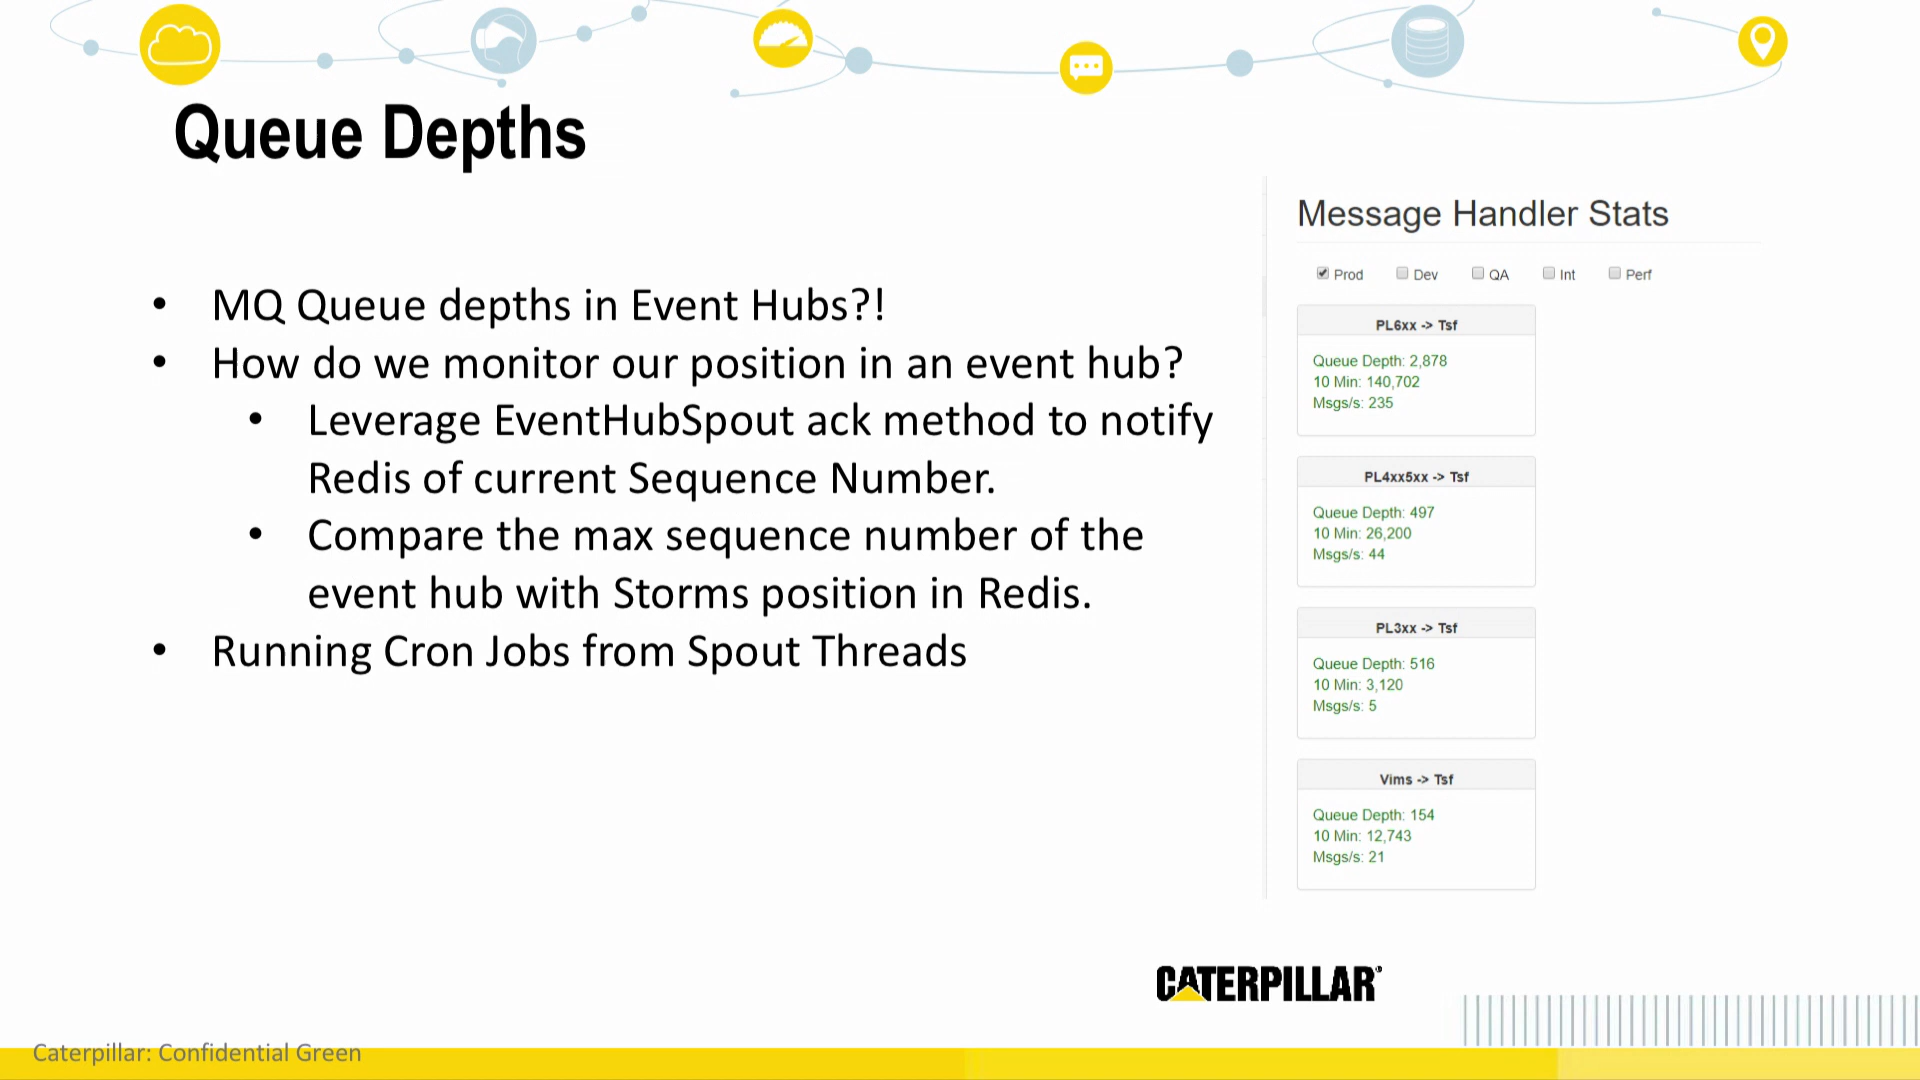 Queue Depths
• MQ Queue depths in Event Hubs?!
• How do we monitor our position in an event hub?
• Leverage EventHubSpout ack method to notify
Redis of current Sequence Number.
• Compare the max sequence number of the
event hub with Storms position in Redis.
• Running Cron Jobs from Spout Threads
Message Handler Stats
Prod Dev QA Int Perf
PL6xx -> Tsf
Queue Depth: 2,878
10 Min: 140,702
Msgs/s: 235
PL4xx5xx -> Tsf
Queue Depth: 497
10 Min: 26,200
Msgs/s: 44
PL3xx -> Tsf
Queue Depth: 516
10 Min: 3,120
Msgs/s: 5
Vims -> Tsf
Queue Depth: 154
10 Min: 12,743
Msgs/s: 21
CATERPILLAR®
Caterpillar: Confidential Green